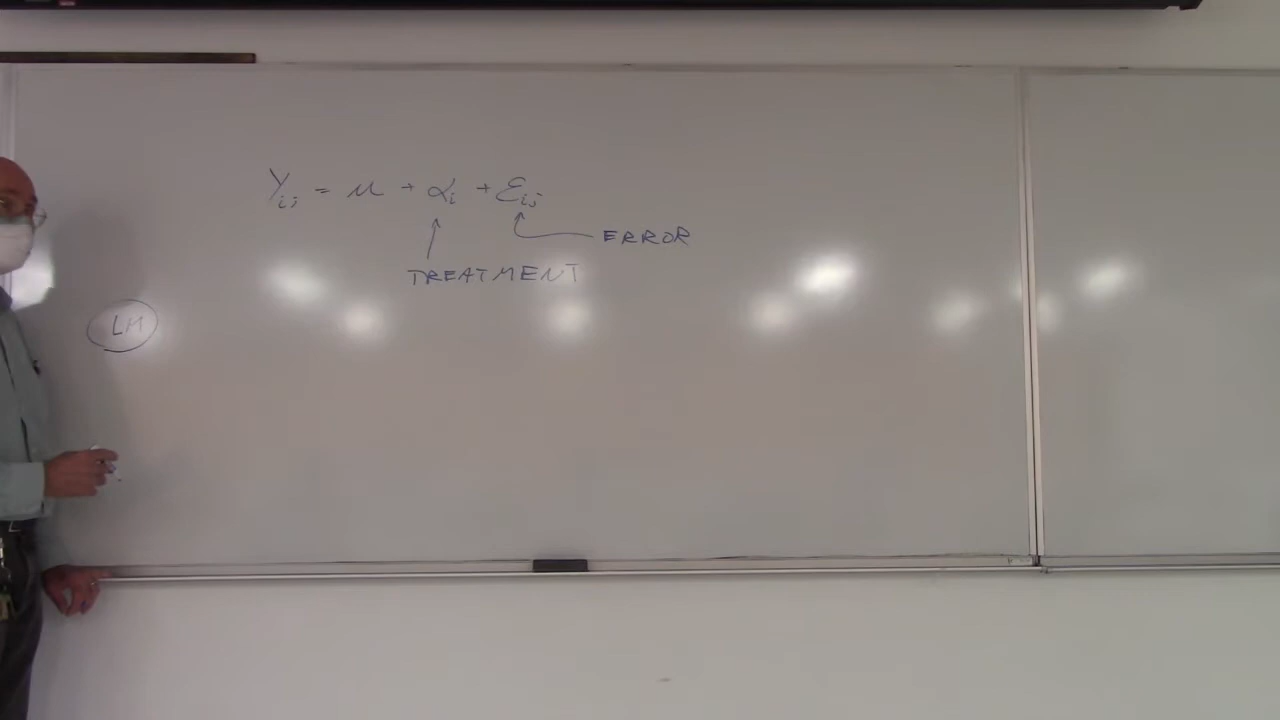 Yij = μ + αi + εij
ERROR
TREATMENT
LM